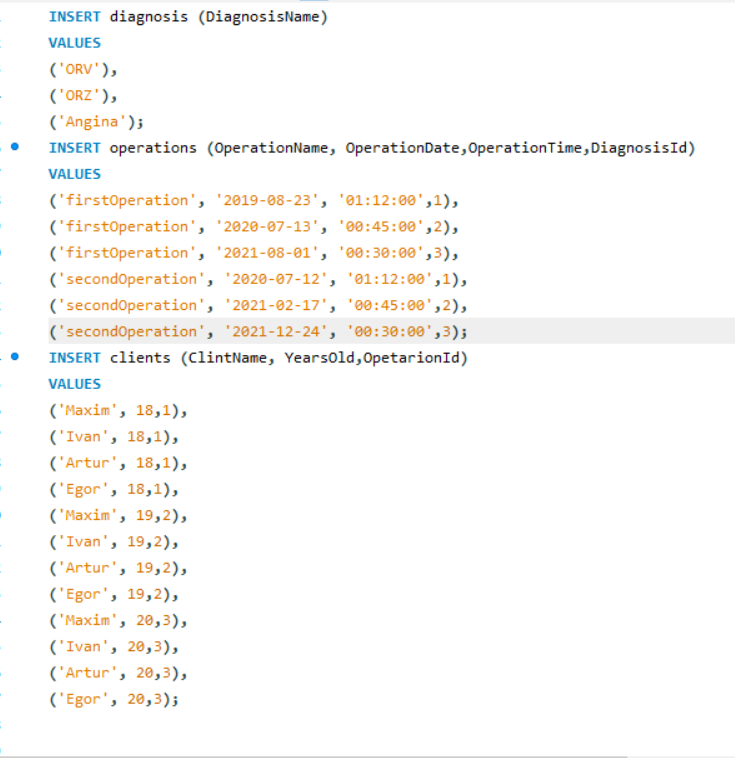 INSERT diagnosis (DiagnosisName)
VALUES
('ORV'),
('ORZ'),
('Angina');
INSERT operations (OperationName, OperationDate,OperationTime,DiagnosisId)
VALUES
('firstOperation', '2019-08-23', '01:12:00',1),
('firstOperation', '2020-07-13', '00:45:00',2),
('firstOperation', '2021-08-01', '00:30:00',3),
('secondOperation', '2020-07-12', '01:12:00',1),
('secondOperation', '2021-02-17', '00:45:00',2),
('secondOperation', '2021-12-24', '00:30:00',3);
INSERT clients (ClintName, YearsOld,OpetarionId)
VALUES
('Maxim', 18,1),
('Ivan', 18,1),
('Artur', 18,1),
('Egor', 18,1),
('Maxim', 19,2),
('Ivan', 19,2),
('Artur', 19,2),
('Egor', 19,2),
('Maxim', 20,3),
('Ivan', 20,3),
('Artur', 20,3),
('Egor', 20,3);